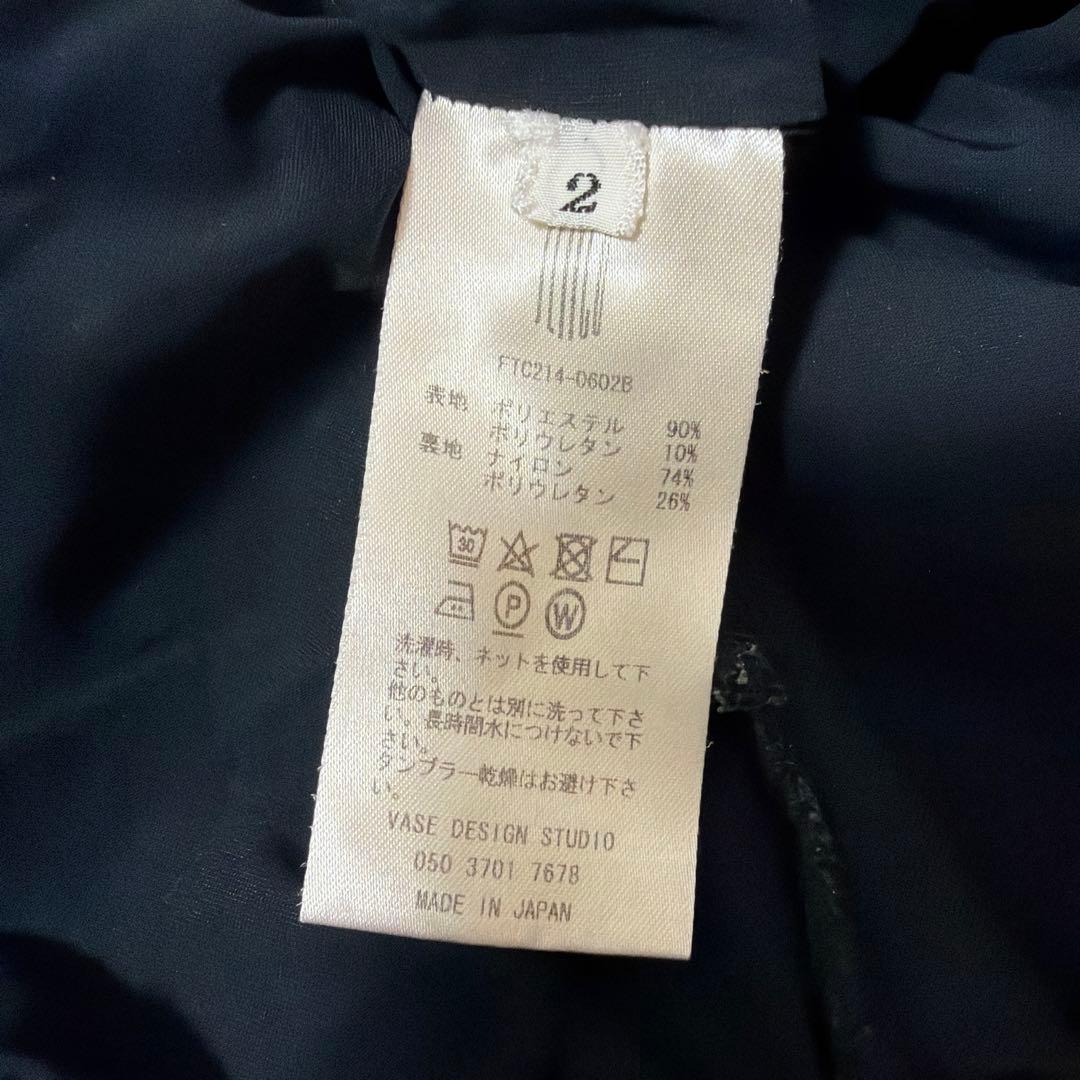 2
FTC214-0602B
表地 ポリエステル 90%
ポリウレタン 10%
裏地 ナイロン 74%
ポリウレタン 26%
30
P W
洗濯時、ネットを使用して下
さい。
他のものとは別に洗って下さ
い。長時間水につけないで下
さい。
タンブラー乾燥はお避け下さ
い。
VASE DESIGN STUDIO
050 3701 7678
MADE IN JAPAN